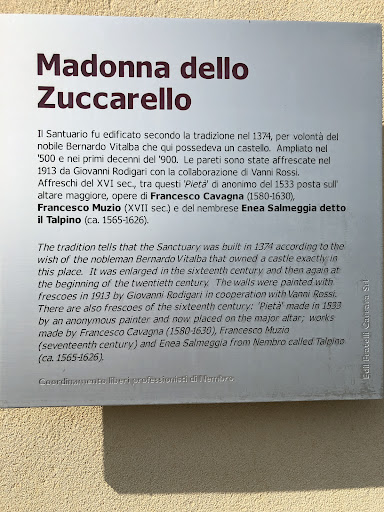 Madonna dello
Zuccarello
Il Santuario fu edificato secondo la tradizione nel 1374, per volontà del
nobile Bernardo Vitalba che qui possedeva un castello. Ampliato nel
'500 e nei primi decenni del '900. Le pareti sono state affrescate nel
1913 da Giovanni Rodigari con la collaborazione di Vanni Rossi.
Affreschi del XVI sec., tra questi 'Pietà' di anonimo del 1533 posta sull'
altare maggiore, opere di Francesco Cavagna (1580-1630),
Francesco Muzio (XVII sec.) e del nembrese Enea Salmeggia detto
il Talpino (ca. 1565-1626).
The tradition tells that the Sanctuary was built in 1374 according to the
wish of the nobleman Bernardo Vitalba that owned a castle exactly in
this place. It was enlarged in the sixteenth century and then again at
the beginning of the twentieth century. The walls were painted with
frescoes in 1913 by Giovanni Rodigari in cooperation with Vanni Rossi.
There are also frescoes of the sixteenth century: 'Pietà' made in 1533
by an anonymous painter and now placed on the major altar; works
made by Francesco Cavagna (1580-1630), Francesco Muzio
(seventeenth century) and Enea Salmeggia from Nembro called Talpino
(ca. 1565-1626).
Coordinamento liberi professionisti di Nembro